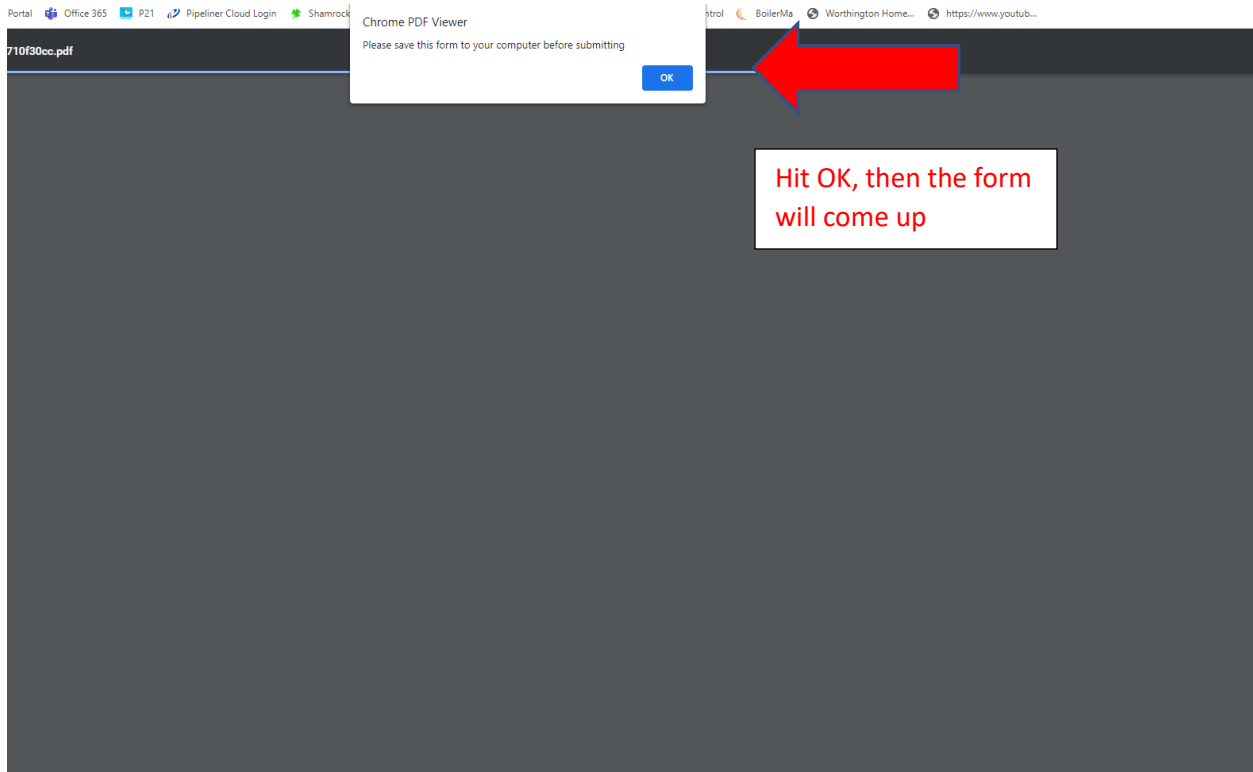 Portal Office 365 P21 Pipeliner Cloud Login Shamrock ntrol BoilerMa Worthington Home... https://www.youtub...
710f30cc.pdf
Chrome PDF Viewer
Please save this form to your computer before submitting
OK
Hit OK, then the form
will come up